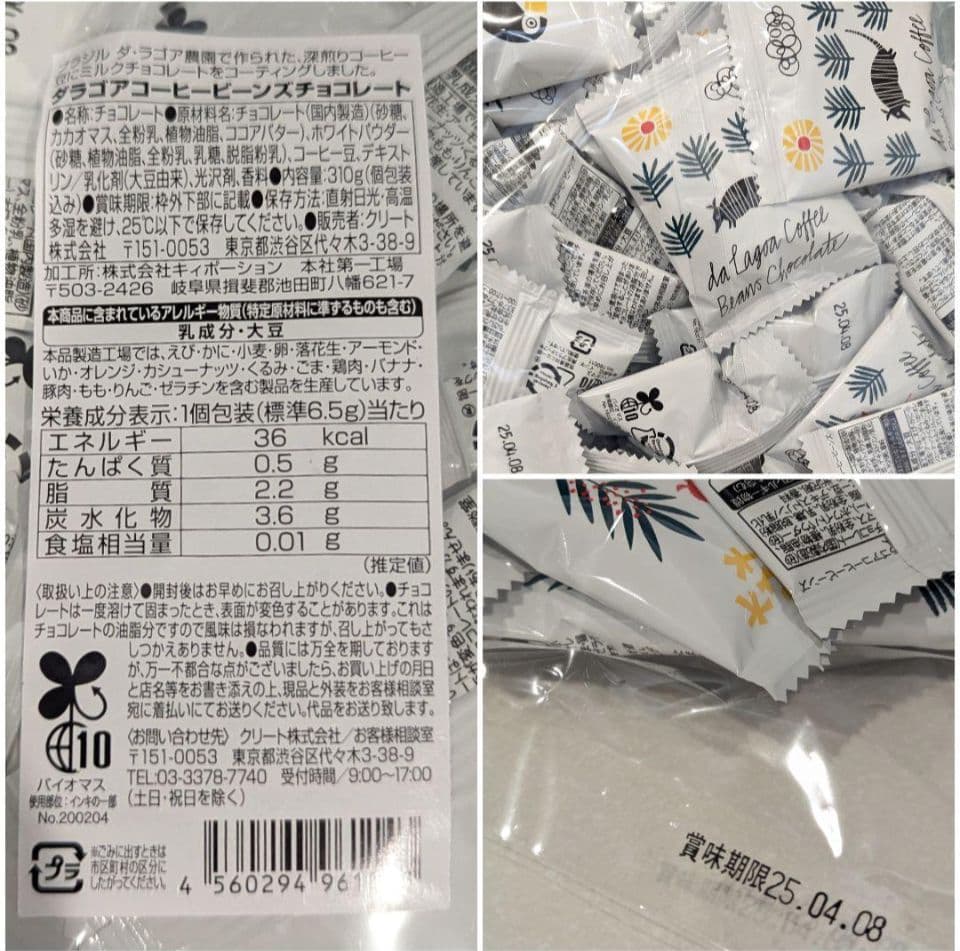 ブラジル ダ・ラゴア農園で作られた、深煎りコーヒー
豆にミルクチョコレートをコーティングしました。
ダラゴアコーヒービーンズチョコレート
●名称:チョコレート●原材料名:チョコレート(国内製造)(砂糖、
カカオマス、全粉乳、植物油脂、ココアバター)、ホワイトパウダー
(砂糖、植物油脂、全粉乳、乳糖、脱脂粉乳)、コーヒー豆、デキスト
リン/乳化剤(大豆由来)、光沢剤、香料●内容量:310g(個包装
込み)●賞味期限:枠外下部に記載●保存方法:直射日光・高温
多湿を避け、25℃以下で保存してください。●販売者:クリート
株式会社 〒151-0053 東京都渋谷区代々木3-38-9
加工所:株式会社キィポーション 本社第一工場
〒503-2426 岐阜県揖斐郡池田町八幡621-7
本商品に含まれているアレルギー物質(特定原材料に準ずるものも含む)
乳成分・大豆
本品製造工場では、えび・かに・小麦・卵・落花生・アーモンド・
いか・オレンジ・カシューナッツ・くるみ・ごま・鶏肉・バナナ・
豚肉・もも・りんご・ゼラチンを含む製品を生産しています。
栄養成分表示:1個包装(標準6.5g)当たり
エネルギー 36 kcal
たんぱく質 0.5 g
脂質 2.2 g
炭水化物 3.6 g
食塩相当量 0.01 g
(推定値)
〈取扱い上の注意〉●開封後はお早めにお召し上がりください。●チョコ
レートは一度溶けて固まったとき、表面が変色することがあります。これは
チョコレートの油脂分ですので風味は損なわれますが、召し上がってもさ
しつかえありません。●品質には万全を期しております
が、万一不都合な点がございましたら、お買い上げの月日
と店名等をお書き添えの上、現品と外装をお客様相談室
宛に着払いにてお送りください。代品をお送り致します。
〈お問い合わせ先〉 クリート株式会社/お客様相談室
〒151-0053 東京都渋谷区代々木3-38-9
TEL:03-3378-7740 受付時間/9:00~17:00
(土日・祝日を除く)
10
バイオマス
使用部位:インキの一部
No.200204
プラ
※ごみに出すときは
市区町村の区分に
したがってください。
4 560294 96
da Lagoa Coffee
da Lagoa Coffee
Beans Chocolate
25.04.08
Coffee
10
25.04.08
賞味期限25.04.08